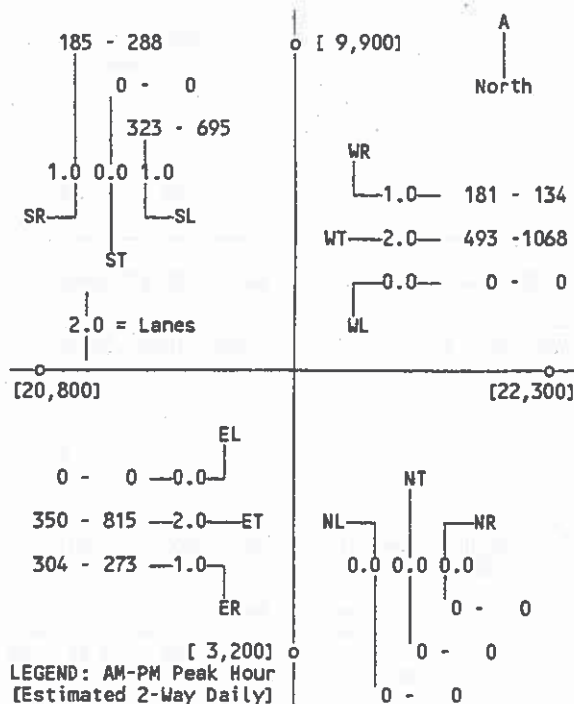 A
185 - 288
[ 9,900]
0 - 0
North
323 - 695
WR
1.0 0.0 1.0
1.0 181 - 134
SR SL
WT 2.0 493 -1068
ST
0.0 0 - 0
2.0 = Lanes
WL
[20,800] [22,300]
EL
0 - 0 0.0
NT
350 - 815 2.0 ET
NL NR
304 - 273 1.0
0.0 0.0 0.0
ER
0 - 0
[ 3,200]
0 - 0
LEGEND: AM-PM Peak Hour
[Estimated 2-Way Daily]
0 - 0